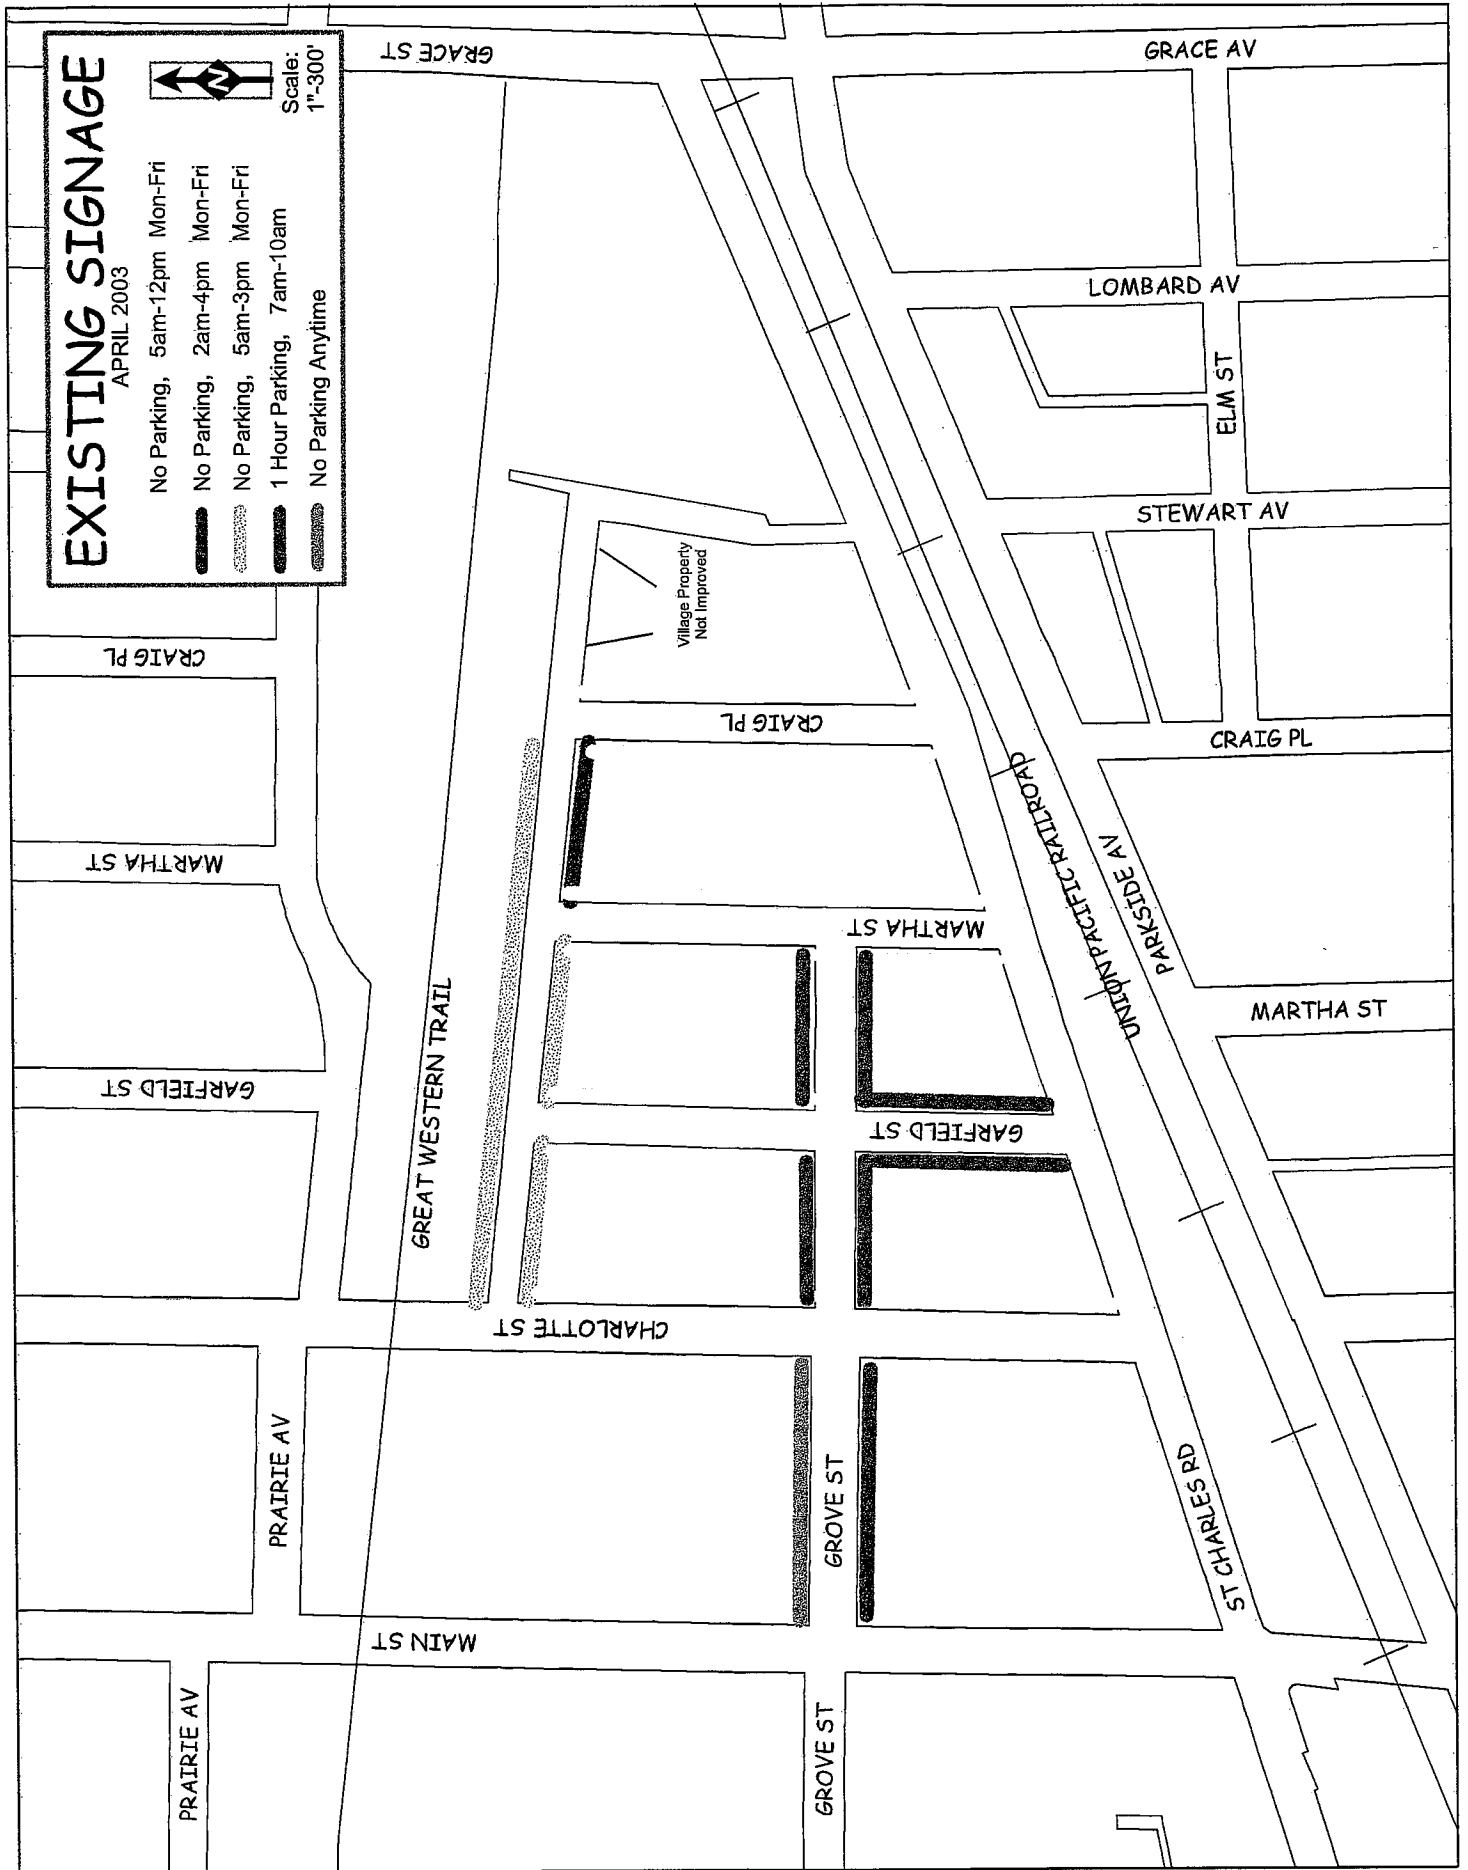 EXISTING SIGNAGE
APRIL 2003
No Parking, 5am-12pm Mon-Fri
No Parking, 2am-4pm Mon-Fri
No Parking, 5am-3pm Mon-Fri
1 Hour Parking, 7am-10am
No Parking Anytime
N
Scale:
1"-300'
GRACE ST
GRACE AV
LOMBARD AV
ELM ST
STEWART AV
Village Property
Not Improved
CRAIG PL
CRAIG PL
CRAIG PL
MARTHA ST
MARTHA ST
MARTHA ST
UNION PACIFIC RAILROAD
PARKSIDE AV
GARFIELD ST
GARFIELD ST
GREAT WESTERN TRAIL
CHARLOTTE ST
PRAIRIE AV
GROVE ST
ST CHARLES RD
MAIN ST
PRAIRIE AV
GROVE ST